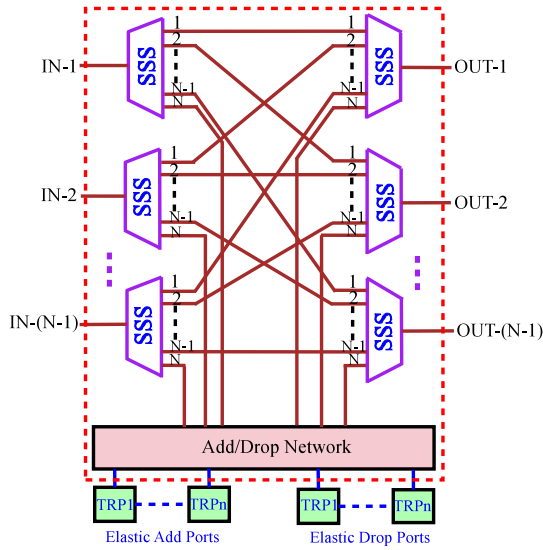 1 1
2 2
IN-1 SSS SSS OUT-1
N-1 N-1
N N
1 1
2 2
IN-2 SSS SSS OUT-2
N-1 N-1
N N
1 1
2 2
IN-(N-1) SSS SSS OUT-(N-1)
N-1 N-1
N N
Add/Drop Network
TRP1 TRPn TRP1 TRPn
Elastic Add Ports Elastic Drop Ports